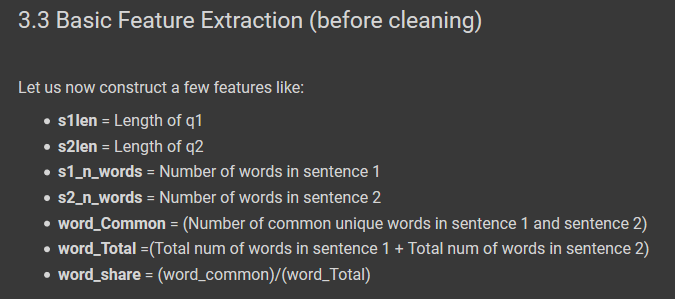 3.3 Basic Feature Extraction (before cleaning)
Let us now construct a few features like:
• s1len = Length of q1
• s2len = Length of q2
• s1_n_words = Number of words in sentence 1
• s2_n_words = Number of words in sentence 2
• word_Common = (Number of common unique words in sentence 1 and sentence 2)
• word_Total =(Total num of words in sentence 1 + Total num of words in sentence 2)
• word_share = (word_common)/(word_Total)